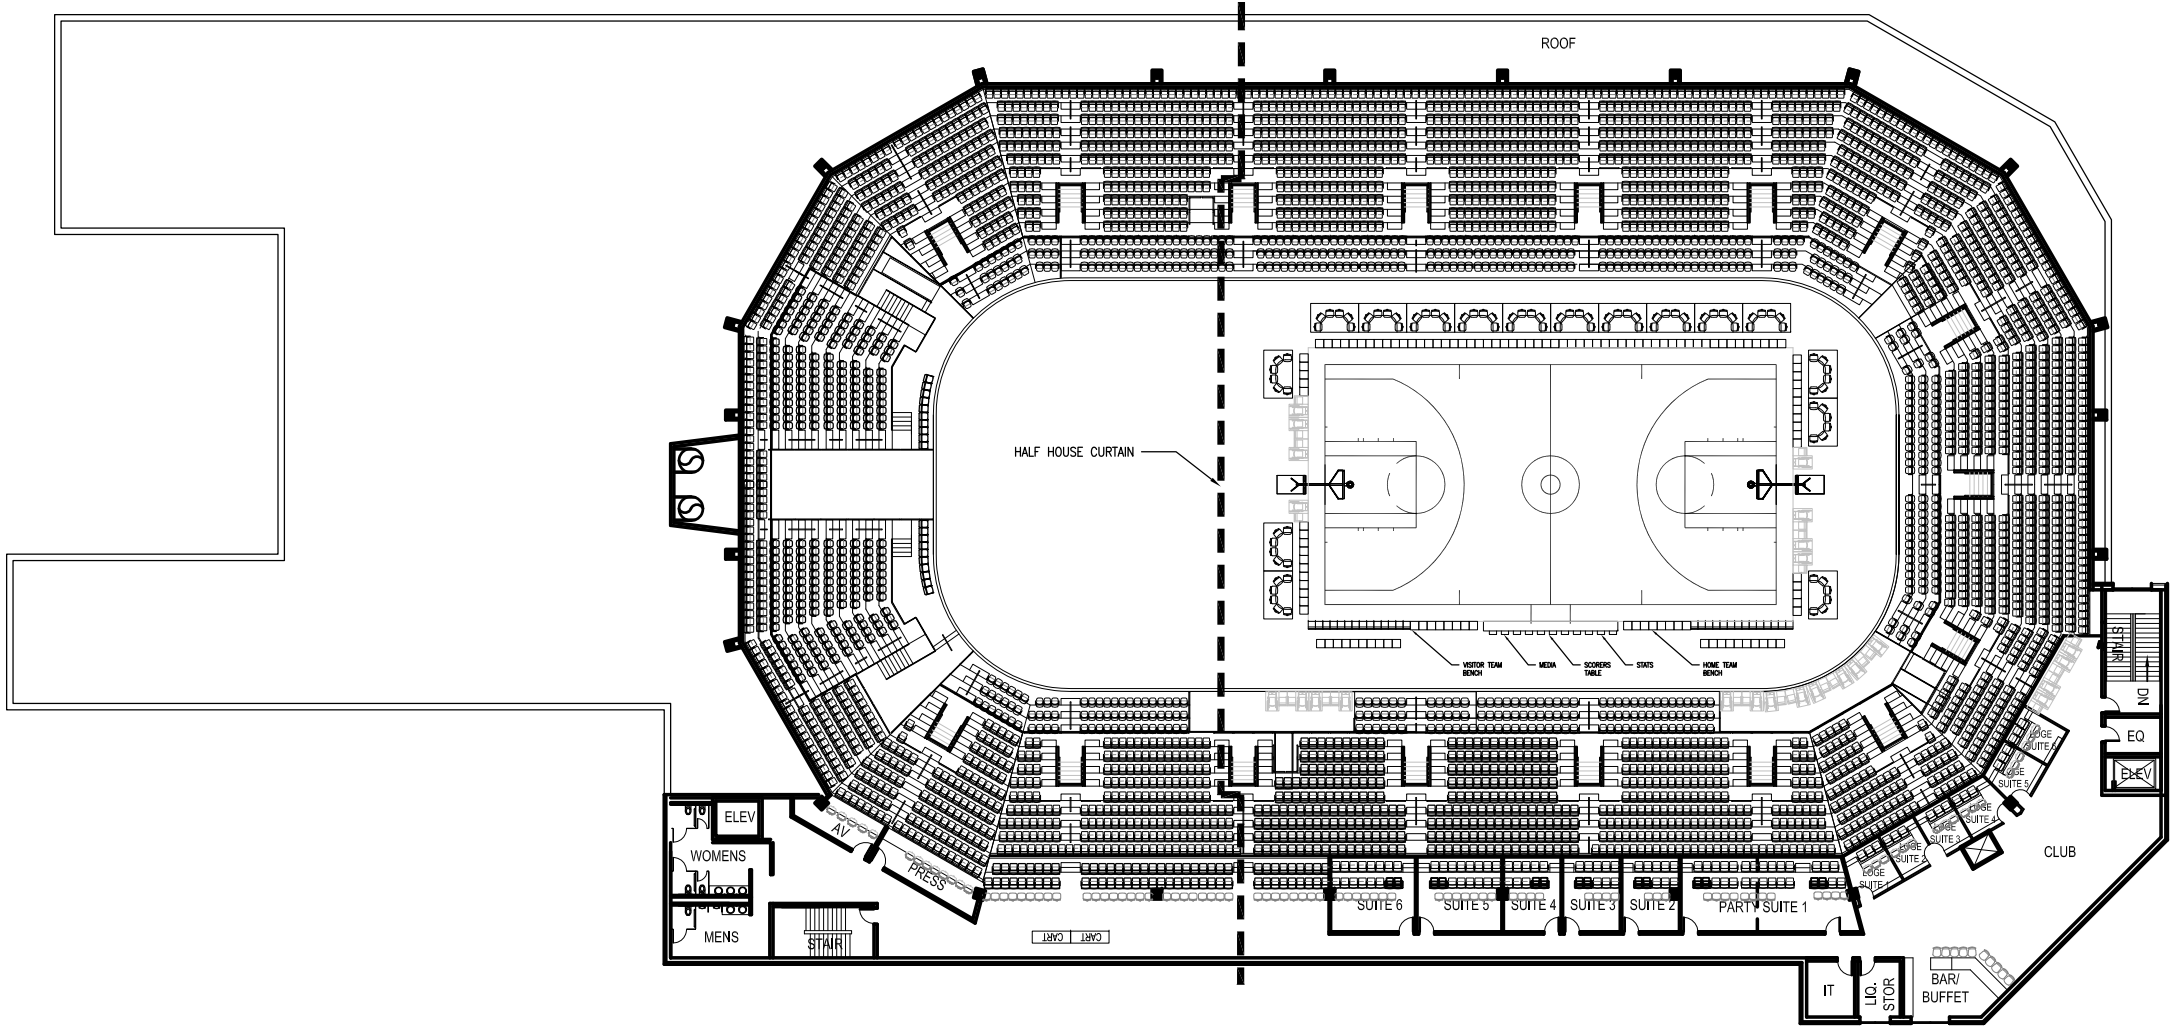 ROOF
HALF HOUSE CURTAIN
VISITOR TEAM
BENCH
MEDIA
SCORERS
TABLE
STATS
HOME TEAM
BENCH
STAIR
DN
EQ
ELEV
LOGE
SUITE 6
LOGE
SUITE 5
LOGE
SUITE 4
LOGE
SUITE 3
LOGE
SUITE 2
LOGE
SUITE 1
CLUB
ELEV
AV
WOMENS
PRESS
MENS
STAIR
CART
CART
SUITE 6
SUITE 5
SUITE 4
SUITE 3
SUITE 2
PARTY SUITE 1
IT
LIQ.
STOR
BAR/
BUFFET